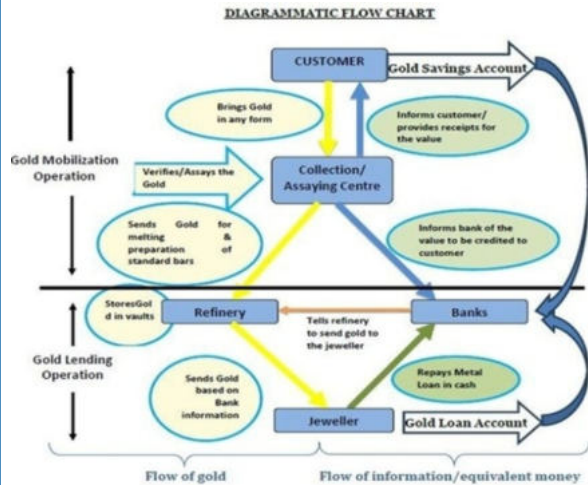 DIAGRAMMATIC FLOW CHART
CUSTOMER
Gold Savings Account
Brings Gold
in any form
Informs customer/
provides receipts for
the value
Gold Mobilization
Operation
Verifies/Assays the
Gold
Collection/
Assaying Centre
Sends Gold for
melting &
preparation of
standard bars
Informs bank of the
value to be credited to
customer
StoresGol
d in vaults
Refinery
Banks
Tells refinery
to send gold to
the jeweller
Gold Lending
Operation
Sends Gold
based on
Bank
information
Repays Metal
Loan in cash
Jeweller
Gold Loan Account
Flow of gold
Flow of information/equivalent money